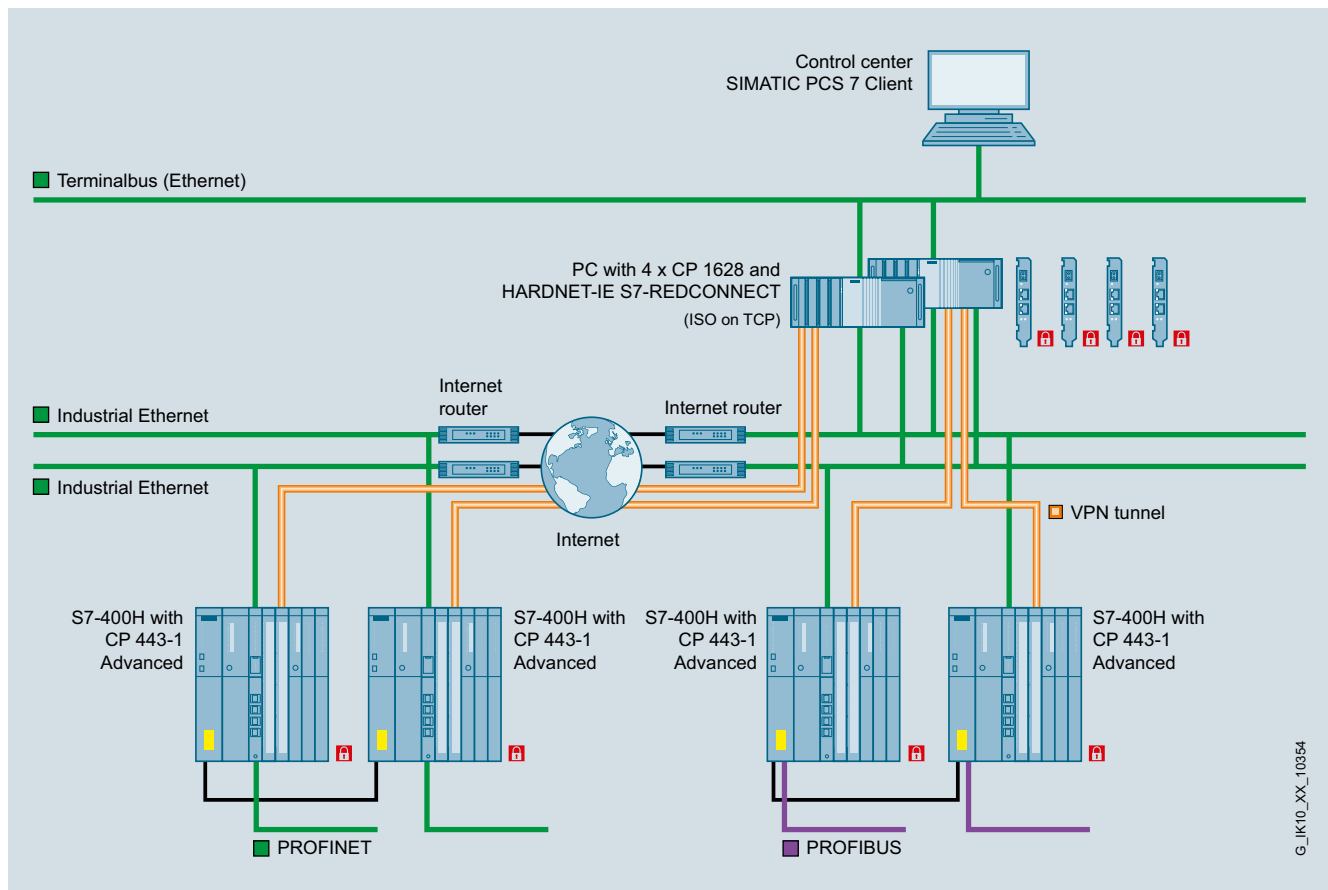 Control center
SIMATIC PCS 7 Client
Terminalbus (Ethernet)
PC with 4 x CP 1628 and
HARDNET-IE S7-REDCONNECT
(ISO on TCP)
Internet
router
Internet router
Industrial Ethernet
Industrial Ethernet
VPN tunnel
Internet
S7-400H with
CP 443-1
Advanced
S7-400H with
CP 443-1
Advanced
S7-400H with
CP 443-1
Advanced
S7-400H with
CP 443-1
Advanced
PROFINET
PROFIBUS
G_IK10_XX_10354